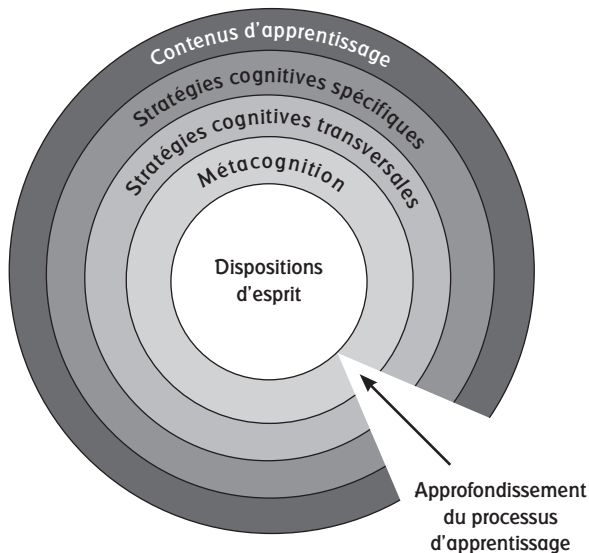 Contenus d'apprentissage
Stratégies cognitives spécifiques
Stratégies cognitives transversales
Métacognition
Dispositions
d'esprit
Approfondissement
du processus
d'apprentissage